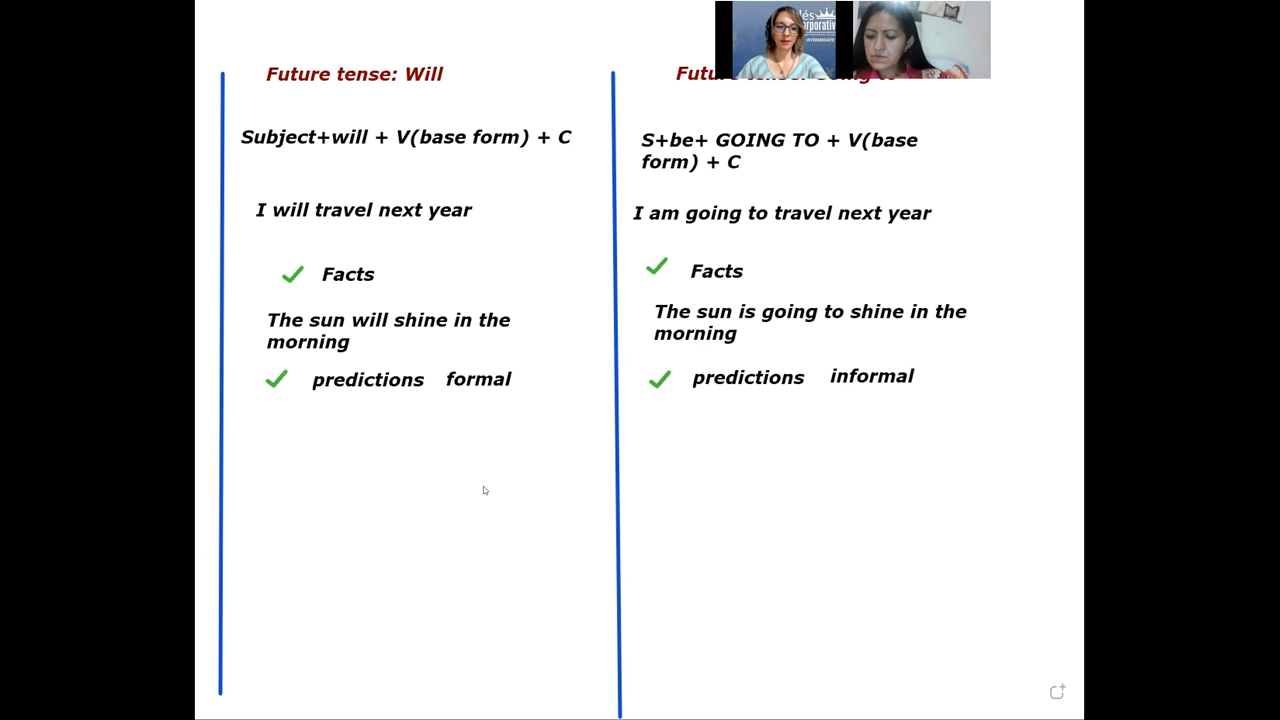 Future tense: Will
Subject+will + V(base form) + C
I will travel next year
Facts
The sun will shine in the
morning
predictions formal
S+be+ GOING TO + V(base
form) + C
I am going to travel next year
Facts
The sun is going to shine in the
morning
predictions informal
INTERMEDIATE